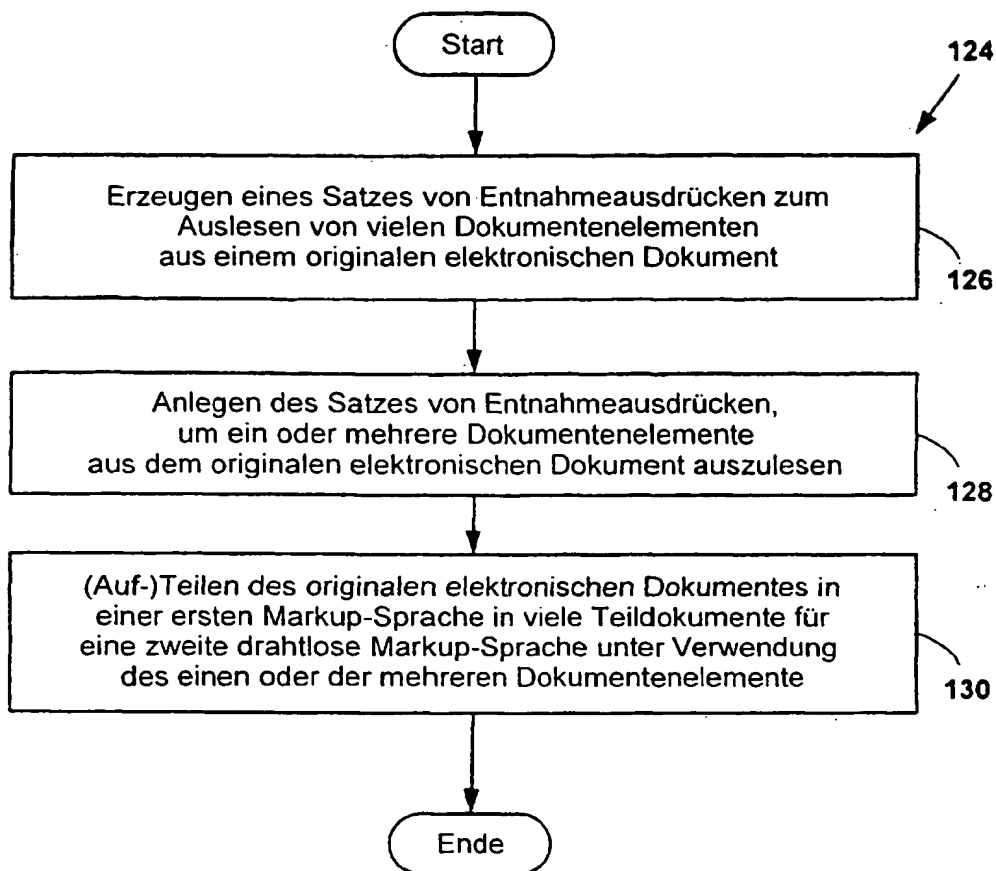 Start
124
Erzeugen eines Satzes von Entnahmeausdrücken zum
Auslesen von vielen Dokumentenelementen
aus einem originalen elektronischen Dokument
126
Anlegen des Satzes von Entnahmeausdrücken,
um ein oder mehrere Dokumentenelemente
aus dem originalen elektronischen Dokument auszulesen
128
(Auf-)Teilen des originalen elektronischen Dokumentes in
einer ersten Markup-Sprache in viele Teildokumente für
eine zweite drahtlose Markup-Sprache unter Verwendung
des einen oder der mehreren Dokumentenelemente
130
Ende